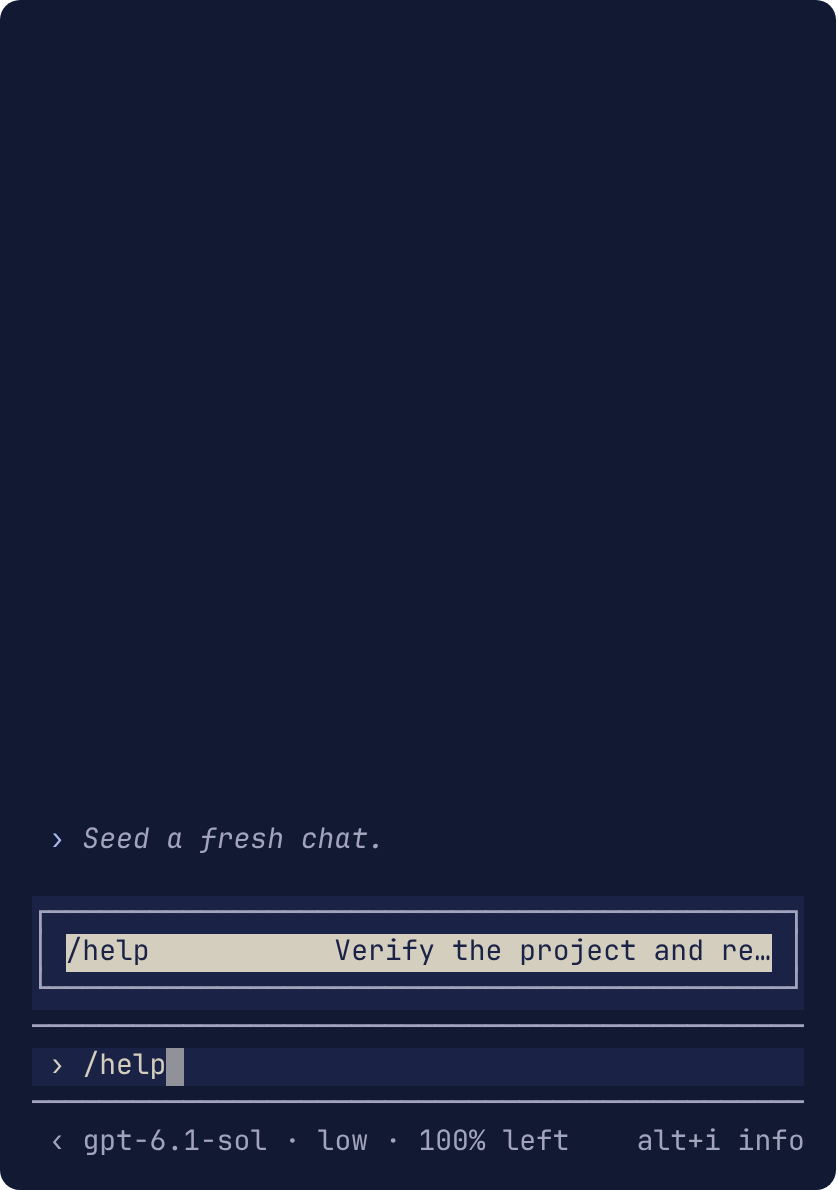 › Seed a fresh chat.
/help Verify the project and re…
› /help
‹ gpt-6.1-sol · low · 100% left alt+i info